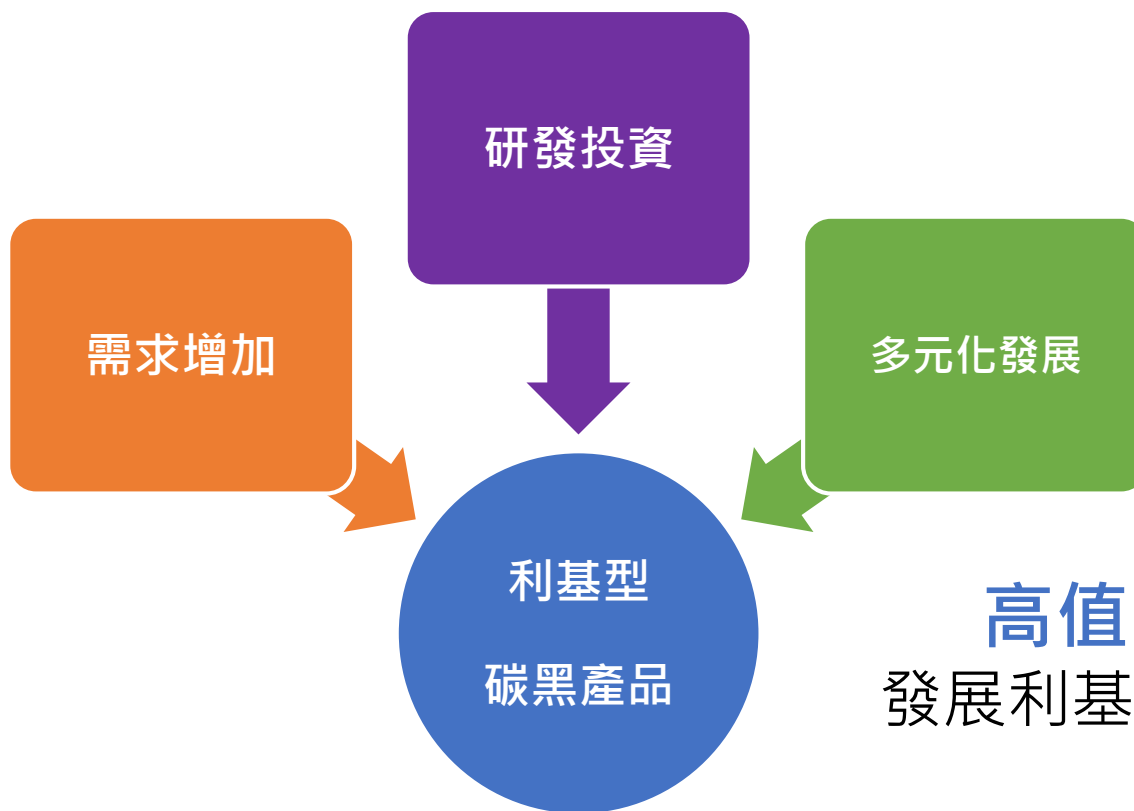 研發投資
需求增加
多元化發展
利基型
碳黑產品
高值
發展利基